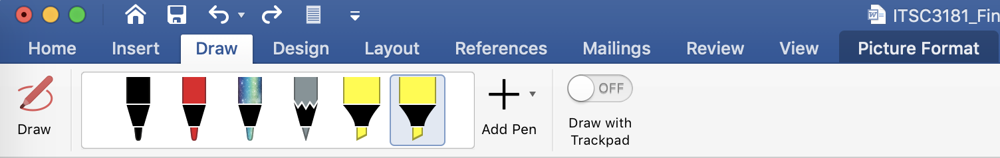 ITSC3181_Fin
Home Insert Draw Design Layout References Mailings Review View Picture Format
OFF
Draw Add Pen Draw with
Trackpad